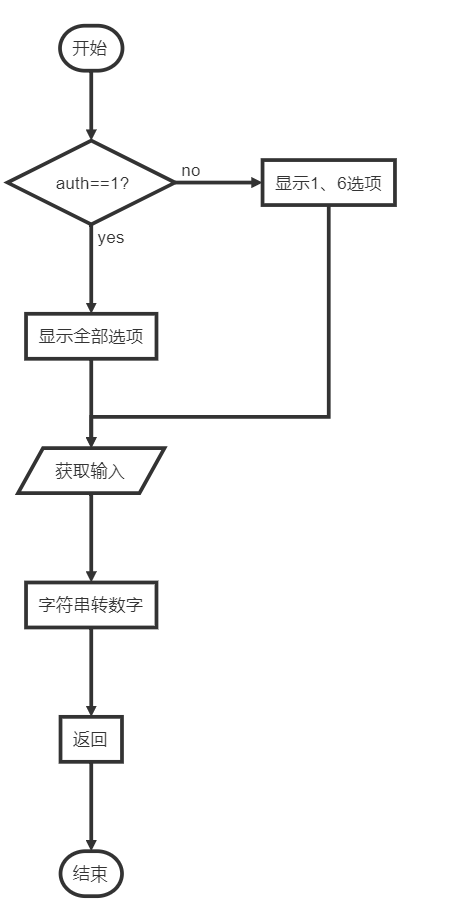 开始
auth==1?
no
显示1、6选项
yes
显示全部选项
获取输入
字符串转数字
返回
结束